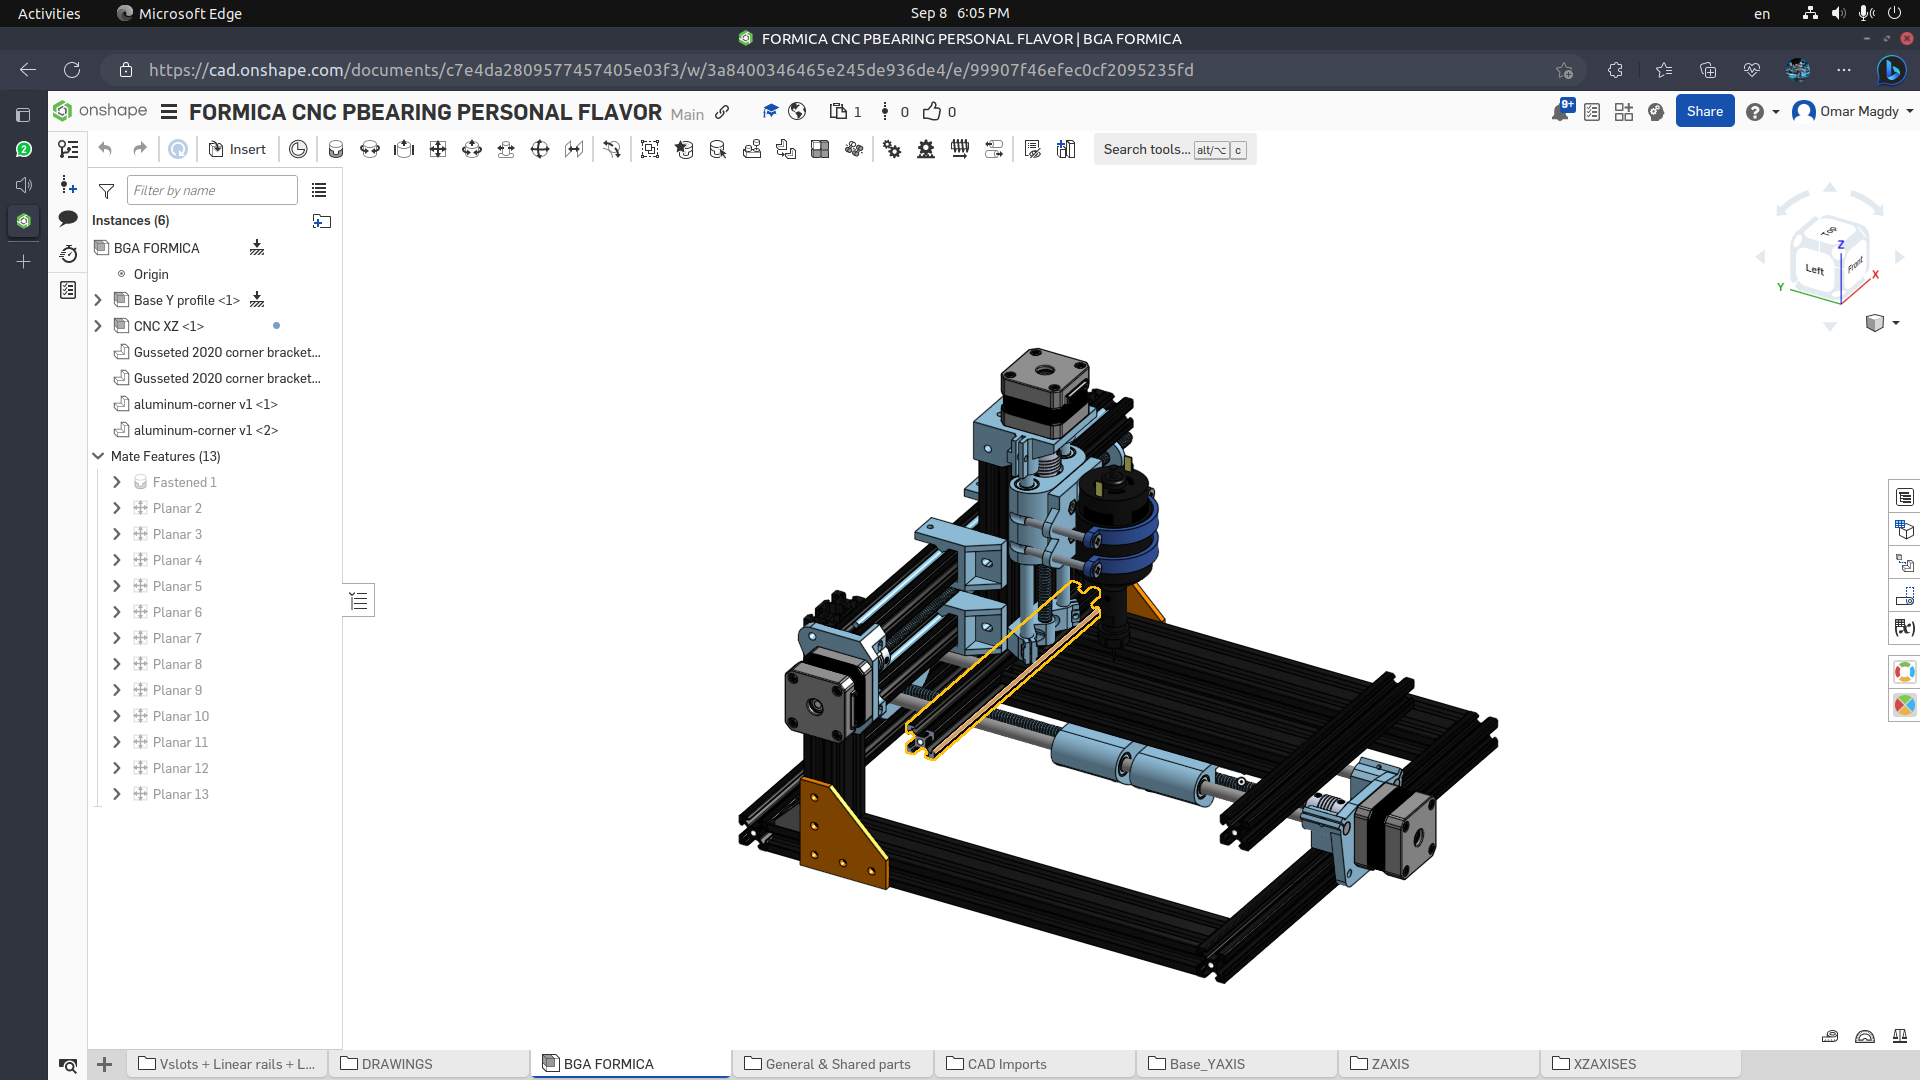 Activities
Microsoft Edge
Sep 8 6:05 PM
en
FORMICA CNC PBEARING PERSONAL FLAVOR | BGA FORMICA
https://cad.onshape.com/documents/c7e4da2809577457405e03f3/w/3a8400346465e245de936de4/e/99907f46efec0cf2095235fd
onshape
FORMICA CNC PBEARING PERSONAL FLAVOR
Main
1
0
0
9+
Share
Omar Magdy
2
Insert
Search tools... alt/⌥ c
Filter by name
Instances (6)
BGA FORMICA
Origin
Base Y profile <1>
CNC XZ <1>
Gusseted 2020 corner bracket...
Gusseted 2020 corner bracket...
aluminum-corner v1 <1>
aluminum-corner v1 <2>
Mate Features (13)
Fastened 1
Planar 2
Planar 3
Planar 4
Planar 5
Planar 6
Planar 7
Planar 8
Planar 9
Planar 10
Planar 11
Planar 12
Planar 13
Top
Z
Left
Front
X
Y
(x)
Vslots + Linear rails + L...
DRAWINGS
BGA FORMICA
General & Shared parts
CAD Imports
Base_YAXIS
ZAXIS
XZAXISES